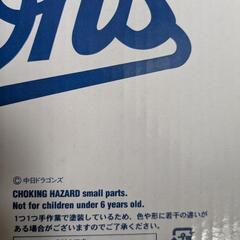 ons
© 中日ドラゴンズ
CHOKING HAZARD small parts.
Not for children under 6 years old.
1つ1つ手作業で塗装しているため、色や形に若干の違いが
ある場合がございますのでご了承ください。